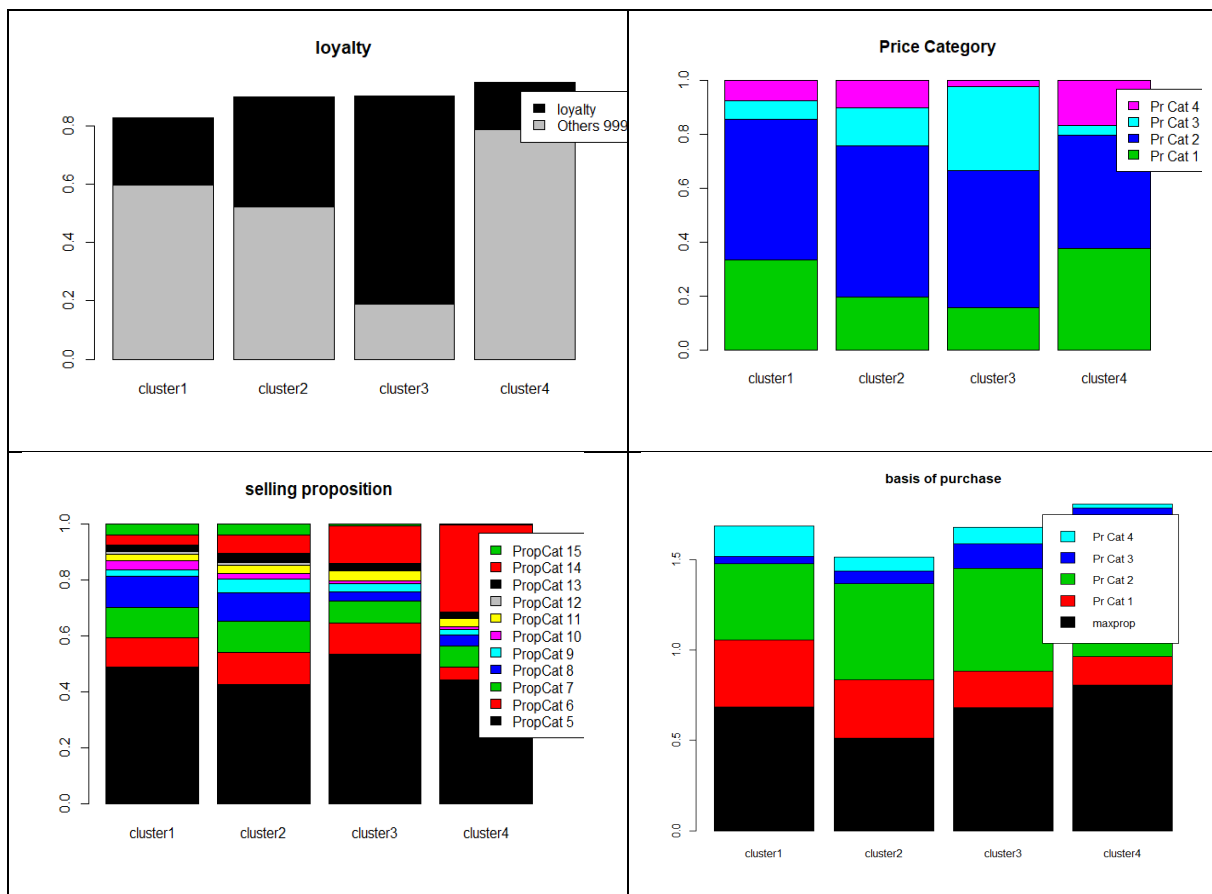 loyalty
0.8
0.6
0.4
0.2
0.0
loyalty
Others 999
cluster1 cluster2 cluster3 cluster4
Price Category
1.0
0.8
0.6
0.4
0.2
0.0
Pr Cat 4
Pr Cat 3
Pr Cat 2
Pr Cat 1
cluster1 cluster2 cluster3 cluster4
selling proposition
1.0
0.8
0.6
0.4
0.2
0.0
PropCat 15
PropCat 14
PropCat 13
PropCat 12
PropCat 11
PropCat 10
PropCat 9
PropCat 8
PropCat 7
PropCat 6
PropCat 5
cluster1 cluster2 cluster3 cluster4
basis of purchase
1.5
1.0
0.5
0.0
Pr Cat 4
Pr Cat 3
Pr Cat 2
Pr Cat 1
maxprop
cluster1 cluster2 cluster3 cluster4